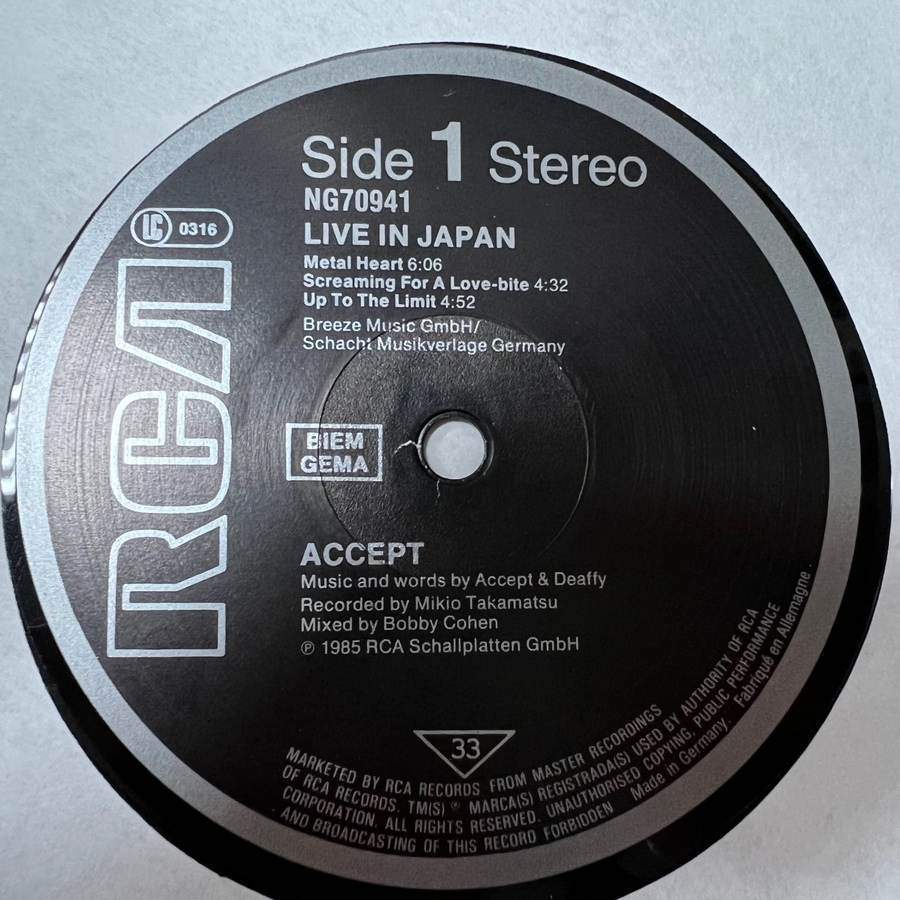 Side 1 Stereo
NG70941
LC 0316
LIVE IN JAPAN
Metal Heart 6:06
Screaming For A Love-bite 4:32
Up To The Limit 4:52
Breeze Music GmbH/
Schacht Musikverlage Germany
RCA
BIEM
GEMA
ACCEPT
Music and words by Accept & Deaffy
Recorded by Mikio Takamatsu
Mixed by Bobby Cohen
℗ 1985 RCA Schallplatten GmbH
33
MARKETED BY RCA RECORDS FROM MASTER RECORDINGS
OF RCA RECORDS. TM(S) ® MARCA(S) REGISTRADA(S) USED BY AUTHORITY OF RCA
CORPORATION. ALL RIGHTS RESERVED. UNAUTHORISED COPYING, PUBLIC PERFORMANCE
AND BROADCASTING OF THIS RECORD FORBIDDEN Made in Germany. Fabriqué en Allemagne.